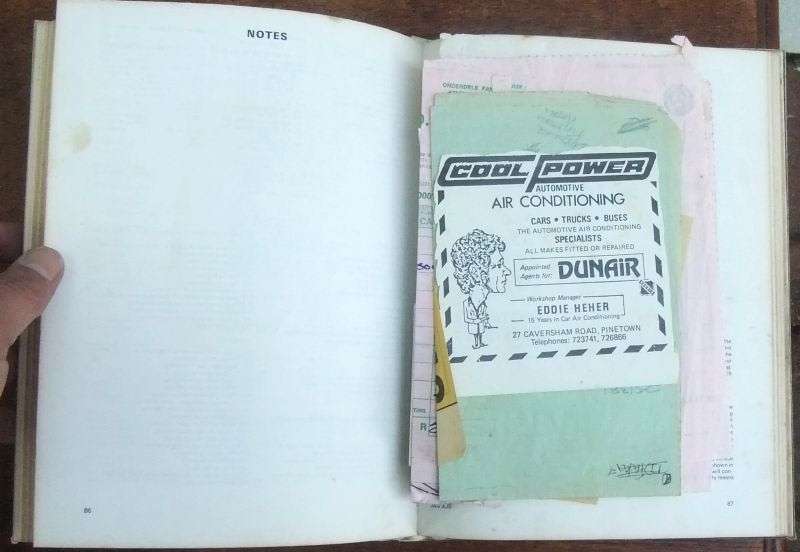 NOTES
86
COOL POWER
AUTOMOTIVE
AIR CONDITIONING
CARS • TRUCKS • BUSES
THE AUTOMOTIVE AIR CONDITIONING
SPECIALISTS
ALL MAKES FITTED OR REPAIRED
Appointed
Agents for:
DUNAIR
Workshop Manager
EDDIE HEHER
15 Years in Car Air Conditioning
27 CAVERSHAM ROAD, PINETOWN
Telephones: 723741, 726866
87